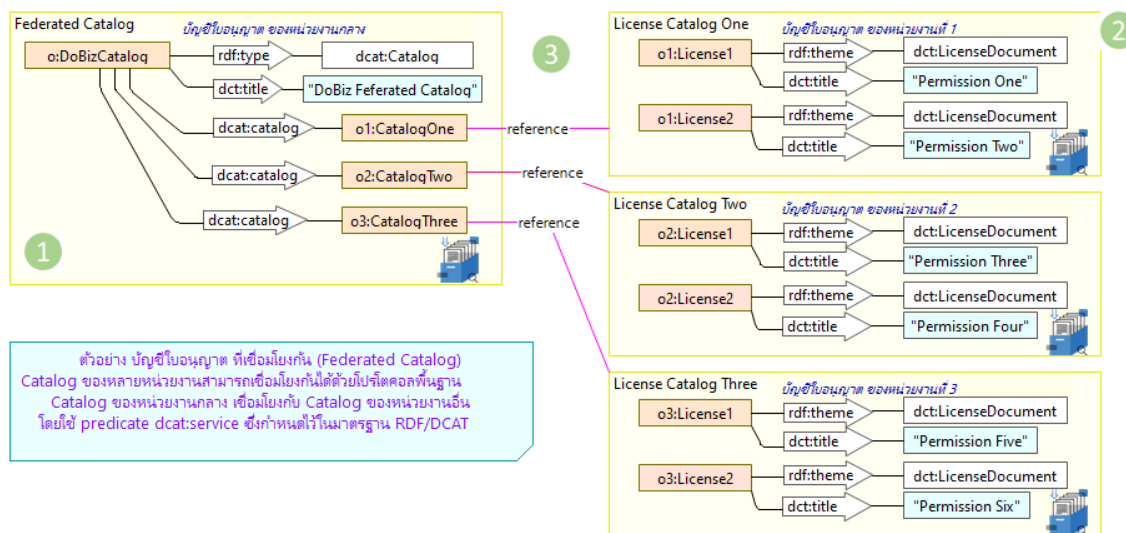 Federated Catalog
บัญชีใบอนุญาต ของหน่วยงานกลาง
o:DoBizCatalog
rdf:type
dcat:Catalog
dct:title
"DoBiz Feferated Catalog"
dcat:catalog
o1:CatalogOne
reference
dcat:catalog
o2:CatalogTwo
reference
dcat:catalog
o3:CatalogThree
reference
1
3
2
License Catalog One
บัญชีใบอนุญาต ของหน่วยงานที่ 1
o1:License1
rdf:theme
dct:LicenseDocument
dct:title
"Permission One"
o1:License2
rdf:theme
dct:LicenseDocument
dct:title
"Permission Two"
License Catalog Two
บัญชีใบอนุญาต ของหน่วยงานที่ 2
o2:License1
rdf:theme
dct:LicenseDocument
dct:title
"Permission Three"
o2:License2
rdf:theme
dct:LicenseDocument
dct:title
"Permission Four"
License Catalog Three
บัญชีใบอนุญาต ของหน่วยงานที่ 3
o3:License1
rdf:theme
dct:LicenseDocument
dct:title
"Permission Five"
o3:License2
rdf:theme
dct:LicenseDocument
dct:title
"Permission Six"
ตัวอย่าง บัญชีใบอนุญาต ที่เชื่อมโยงกัน (Federated Catalog)
Catalog ของหลายหน่วยงานสามารถเชื่อมโยงกันได้ด้วยโปรโตคอลพื้นฐาน
Catalog ของหน่วยงานกลาง เชื่อมโยงกับ Catalog ของหน่วยงานอื่น
โดยใช้ predicate dcat:service ซึ่งกำหนดไว้ในมาตรฐาน RDF/DCAT